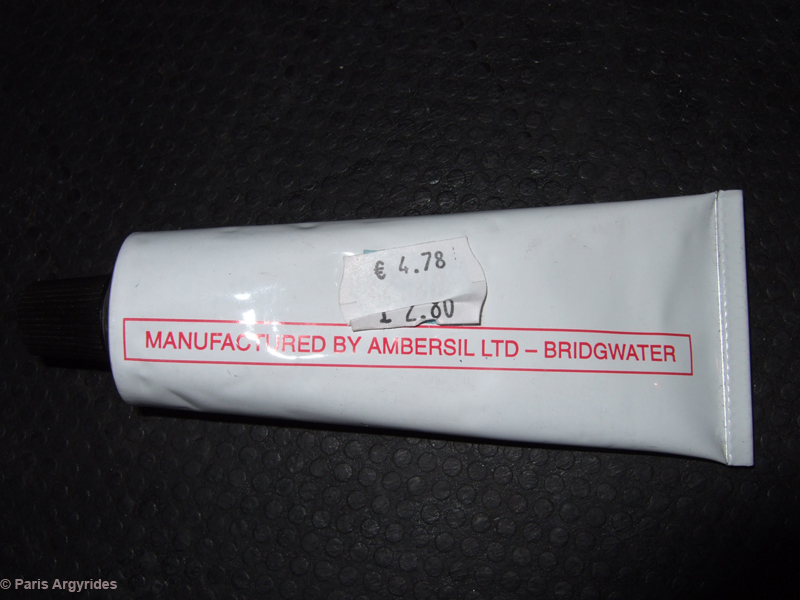 € 4.78
£ 2.80
MANUFACTURED BY AMBERSIL LTD – BRIDGWATER
© Paris Argyrides